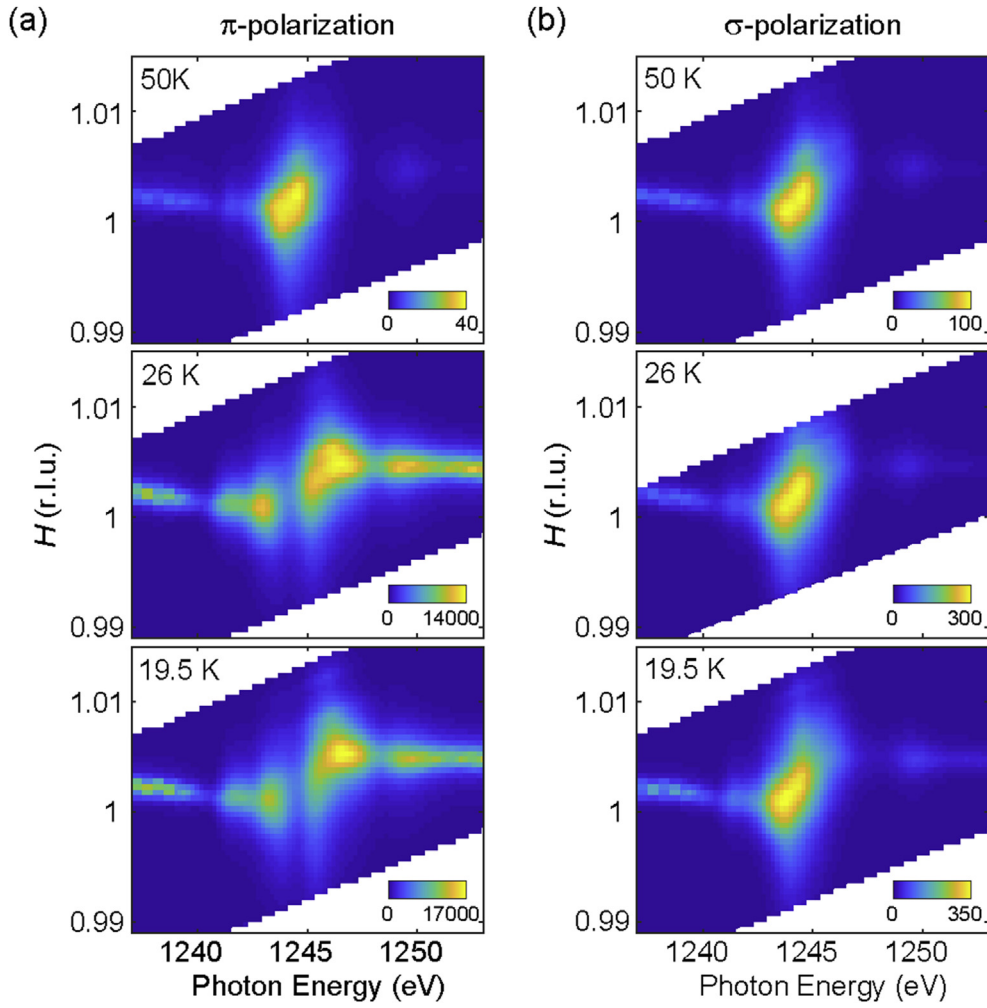 (a) π-polarization
(b) σ-polarization
50K
1.01
1
0.99
0 40
50 K
1.01
1
0.99
0 100
26 K
1.01
H (r.l.u.)
1
0.99
0 14000
26 K
1.01
H (r.l.u.)
1
0.99
0 300
19.5 K
1.01
1
0.99
0 17000
1240 1245 1250
Photon Energy (eV)
19.5 K
1.01
1
0.99
0 350
1240 1245 1250
Photon Energy (eV)